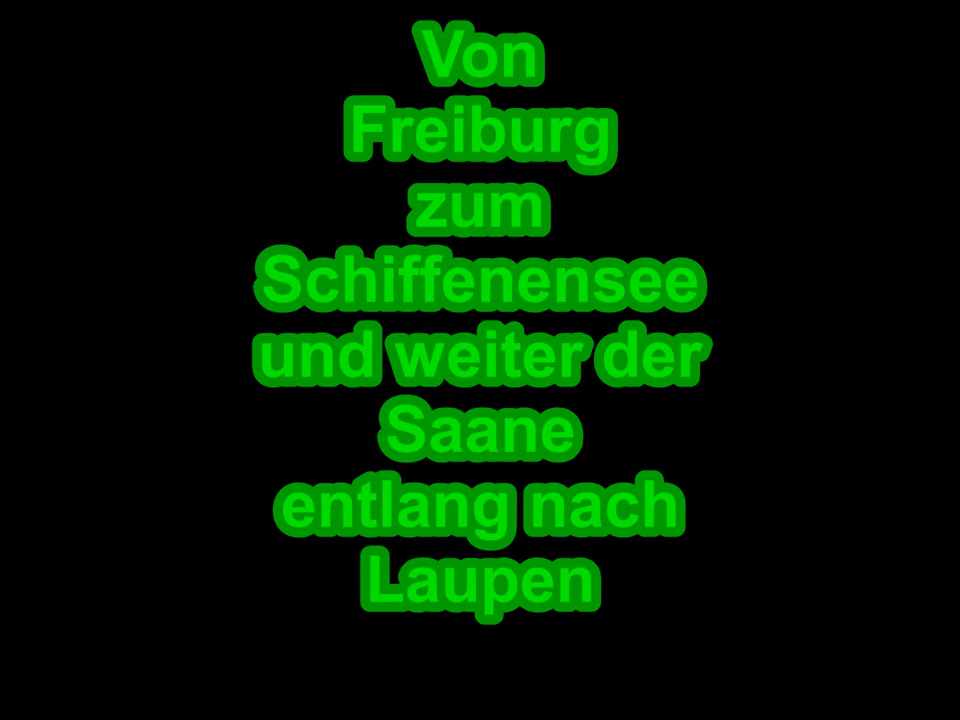 Von
Freiburg
zum
Schiffenensee
und weiter der
Saane
entlang nach
Laupen